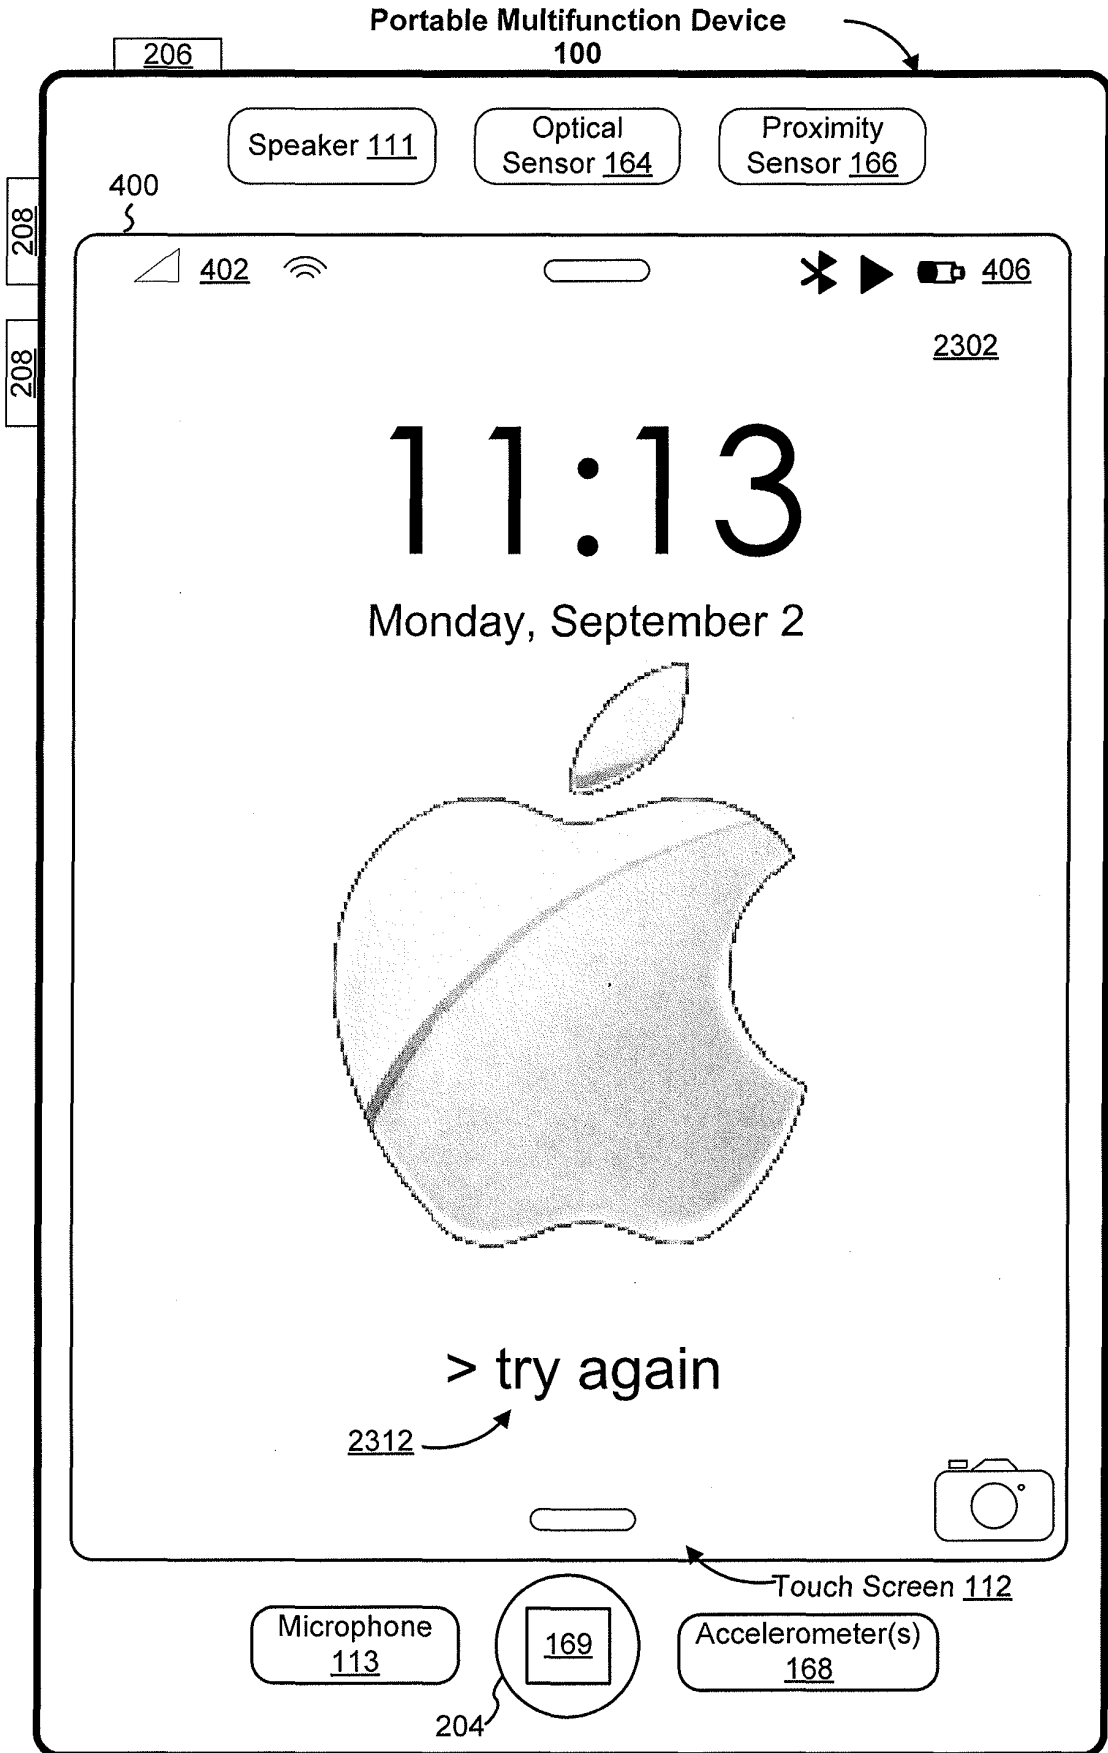 Portable Multifunction Device
100
206
Speaker 111
Optical
Sensor 164
Proximity
Sensor 166
400
208
402
406
2302
208
11:13
Monday, September 2
> try again
2312
Touch Screen 112
Microphone
113
169
Accelerometer(s)
168
204